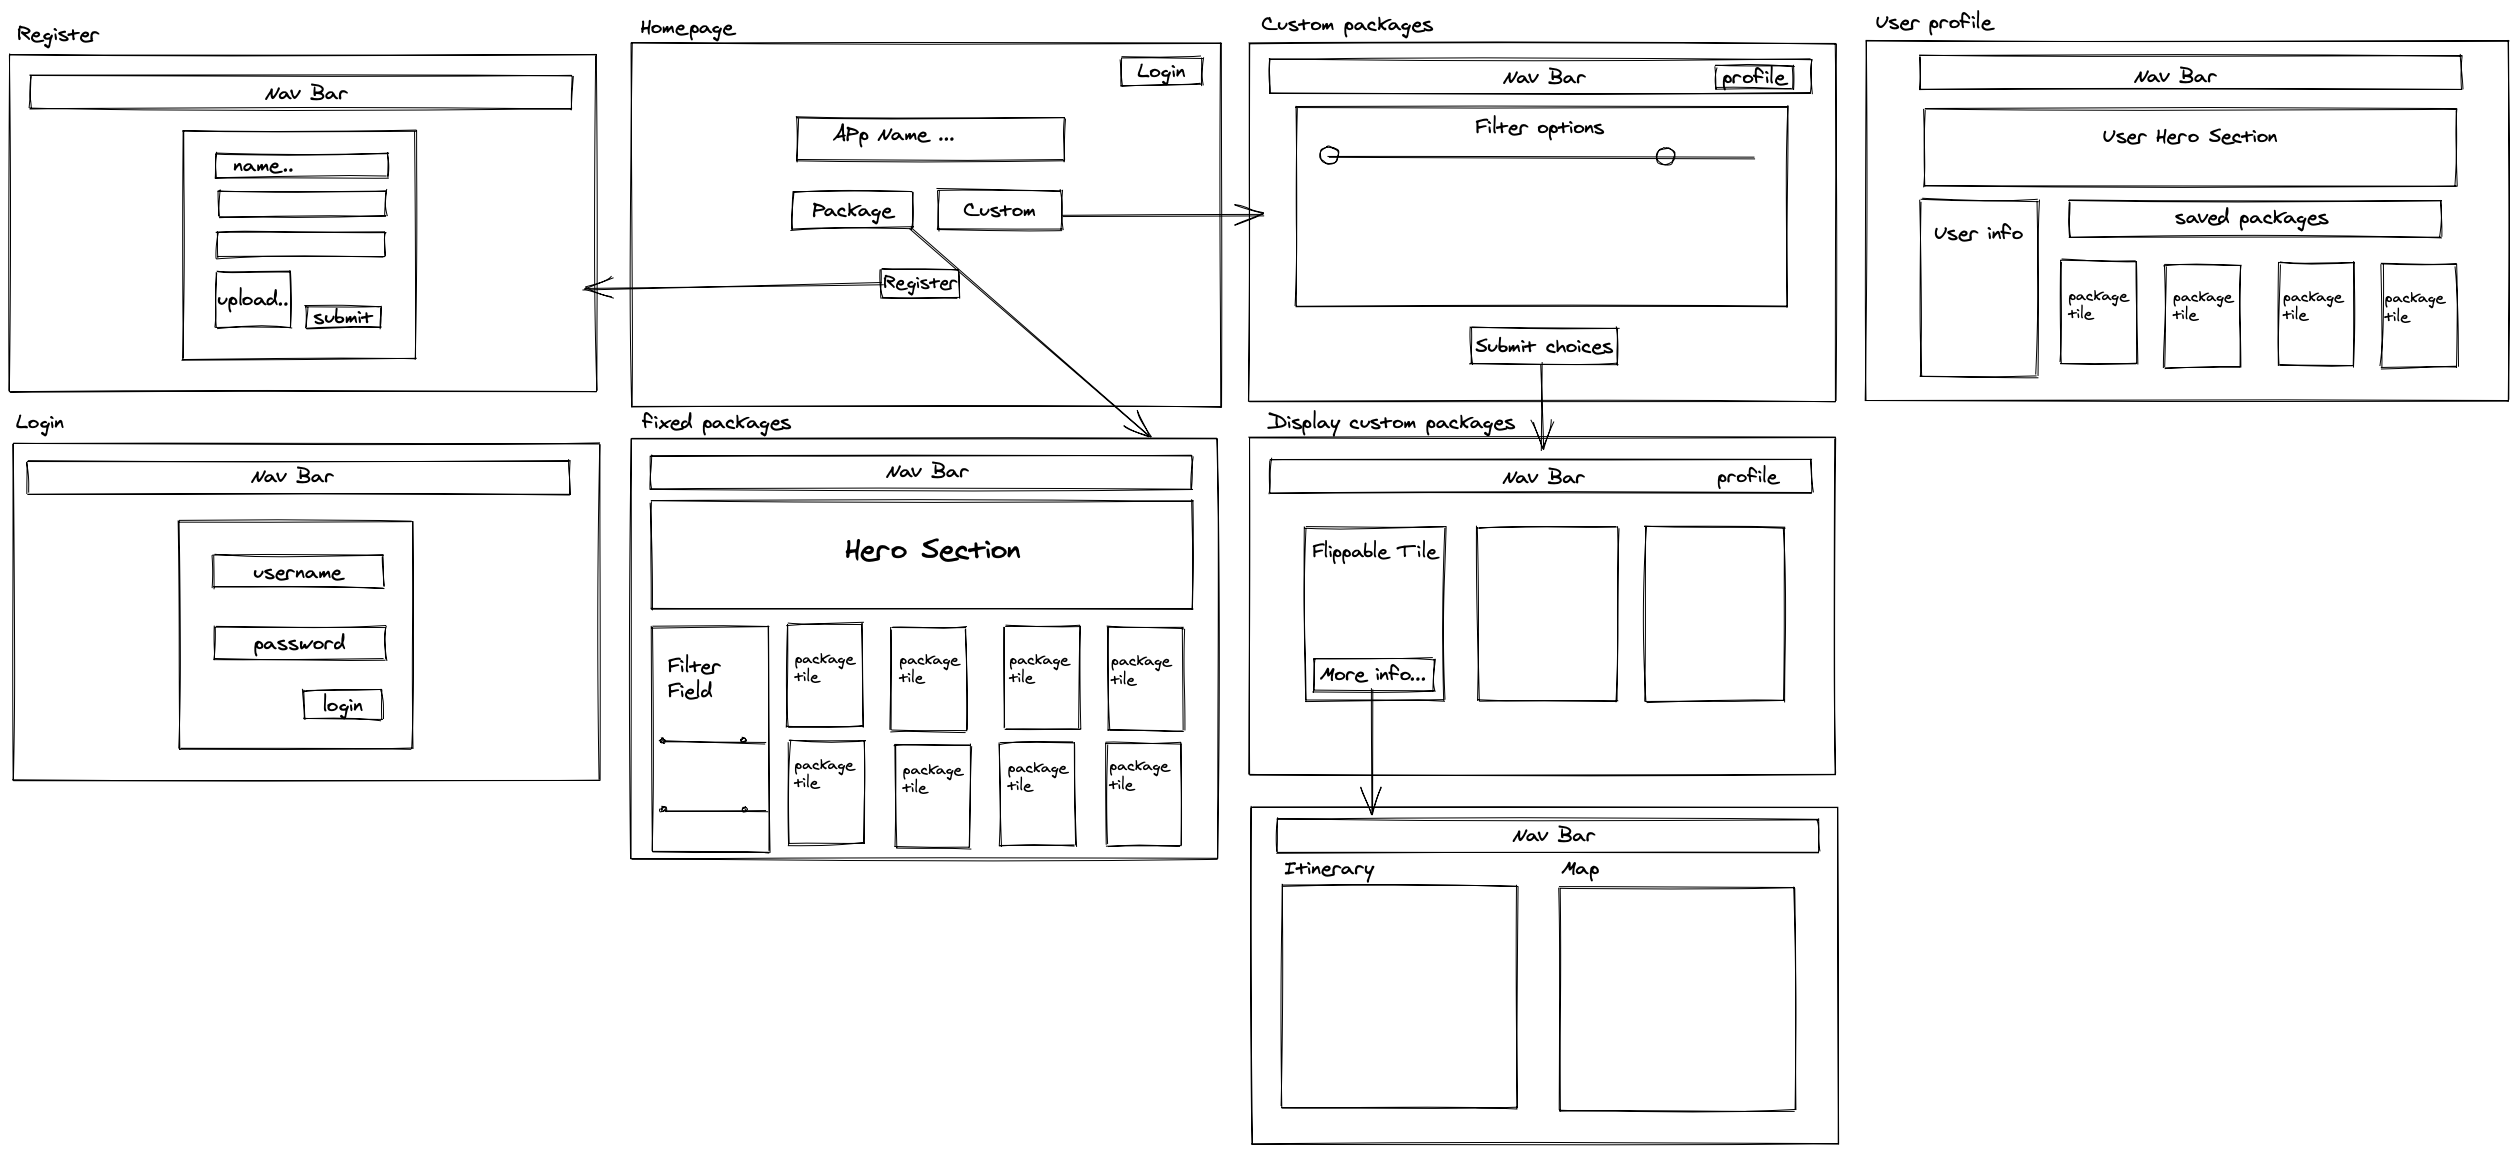 Register
Nav Bar
name..
upload..
submit
Homepage
Login
APp Name ...
Package
Custom
Register
Custom packages
Nav Bar
profile
Filter options
Submit choices
User profile
Nav Bar
User Hero Section
User info
saved packages
package
tile
package
tile
package
tile
package
tile
Login
Nav Bar
username
password
login
fixed packages
Nav Bar
Hero Section
Filter
Field
package
tile
package
tile
package
tile
package
tile
package
tile
package
tile
package
tile
package
tile
Display custom packages
Nav Bar
profile
Flippable Tile
More info...
Nav Bar
Itinerary
Map